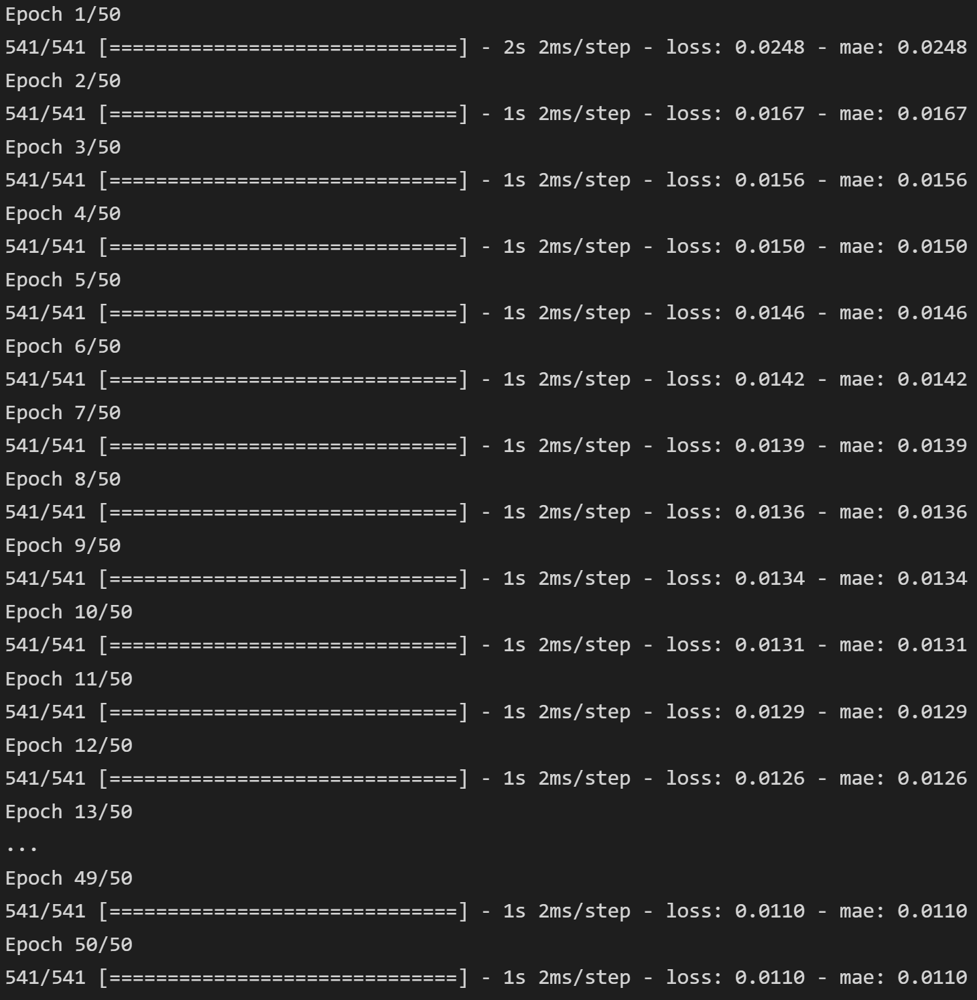 Epoch 1/50
541/541 [==============================] - 2s 2ms/step - loss: 0.0248 - mae: 0.0248
Epoch 2/50
541/541 [==============================] - 1s 2ms/step - loss: 0.0167 - mae: 0.0167
Epoch 3/50
541/541 [==============================] - 1s 2ms/step - loss: 0.0156 - mae: 0.0156
Epoch 4/50
541/541 [==============================] - 1s 2ms/step - loss: 0.0150 - mae: 0.0150
Epoch 5/50
541/541 [==============================] - 1s 2ms/step - loss: 0.0146 - mae: 0.0146
Epoch 6/50
541/541 [==============================] - 1s 2ms/step - loss: 0.0142 - mae: 0.0142
Epoch 7/50
541/541 [==============================] - 1s 2ms/step - loss: 0.0139 - mae: 0.0139
Epoch 8/50
541/541 [==============================] - 1s 2ms/step - loss: 0.0136 - mae: 0.0136
Epoch 9/50
541/541 [==============================] - 1s 2ms/step - loss: 0.0134 - mae: 0.0134
Epoch 10/50
541/541 [==============================] - 1s 2ms/step - loss: 0.0131 - mae: 0.0131
Epoch 11/50
541/541 [==============================] - 1s 2ms/step - loss: 0.0129 - mae: 0.0129
Epoch 12/50
541/541 [==============================] - 1s 2ms/step - loss: 0.0126 - mae: 0.0126
Epoch 13/50
...
Epoch 49/50
541/541 [==============================] - 1s 2ms/step - loss: 0.0110 - mae: 0.0110
Epoch 50/50
541/541 [==============================] - 1s 2ms/step - loss: 0.0110 - mae: 0.0110